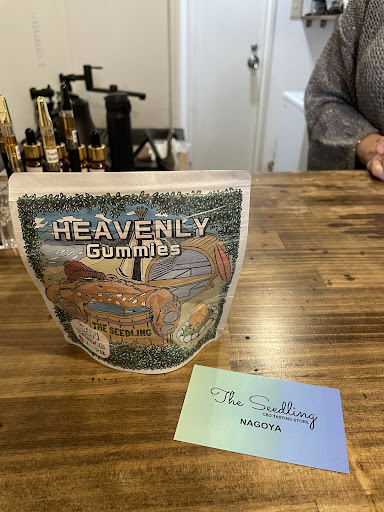 HEAVENLY
Gummies
THE SEEDLING
The Seedling
CBD TASTING STORE
NAGOYA